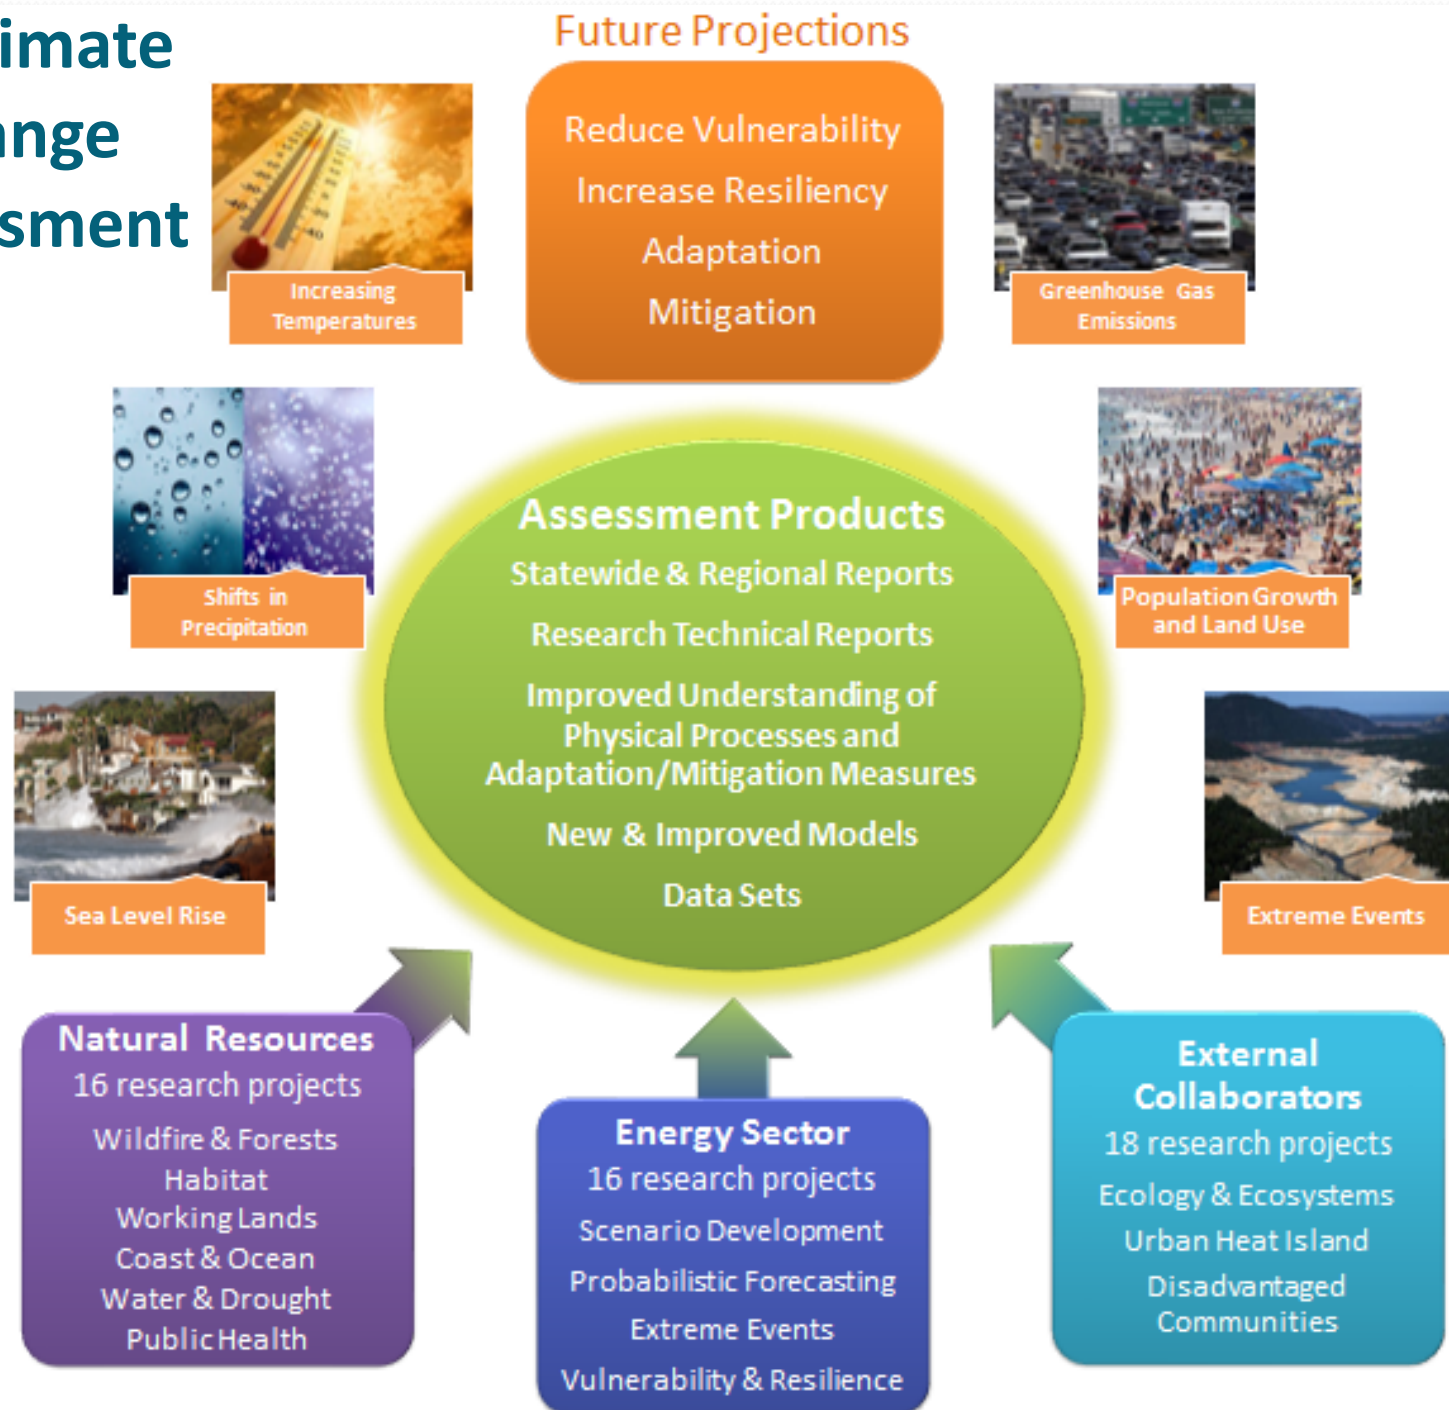 imate
ange
sment
Future Projections
Reduce Vulnerability
Increase Resiliency
Adaptation
Mitigation
Increasing
Temperatures
Greenhouse Gas
Emissions
Shifts in
Precipitation
Population Growth
and Land Use
Sea Level Rise
Extreme Events
Assessment Products
Statewide & Regional Reports
Research Technical Reports
Improved Understanding of
Physical Processes and
Adaptation/Mitigation Measures
New & Improved Models
Data Sets
Natural Resources
16 research projects
Wildfire & Forests
Habitat
Working Lands
Coast & Ocean
Water & Drought
Public Health
Energy Sector
16 research projects
Scenario Development
Probabilistic Forecasting
Extreme Events
Vulnerability & Resilience
External
Collaborators
18 research projects
Ecology & Ecosystems
Urban Heat Island
Disadvantaged
Communities